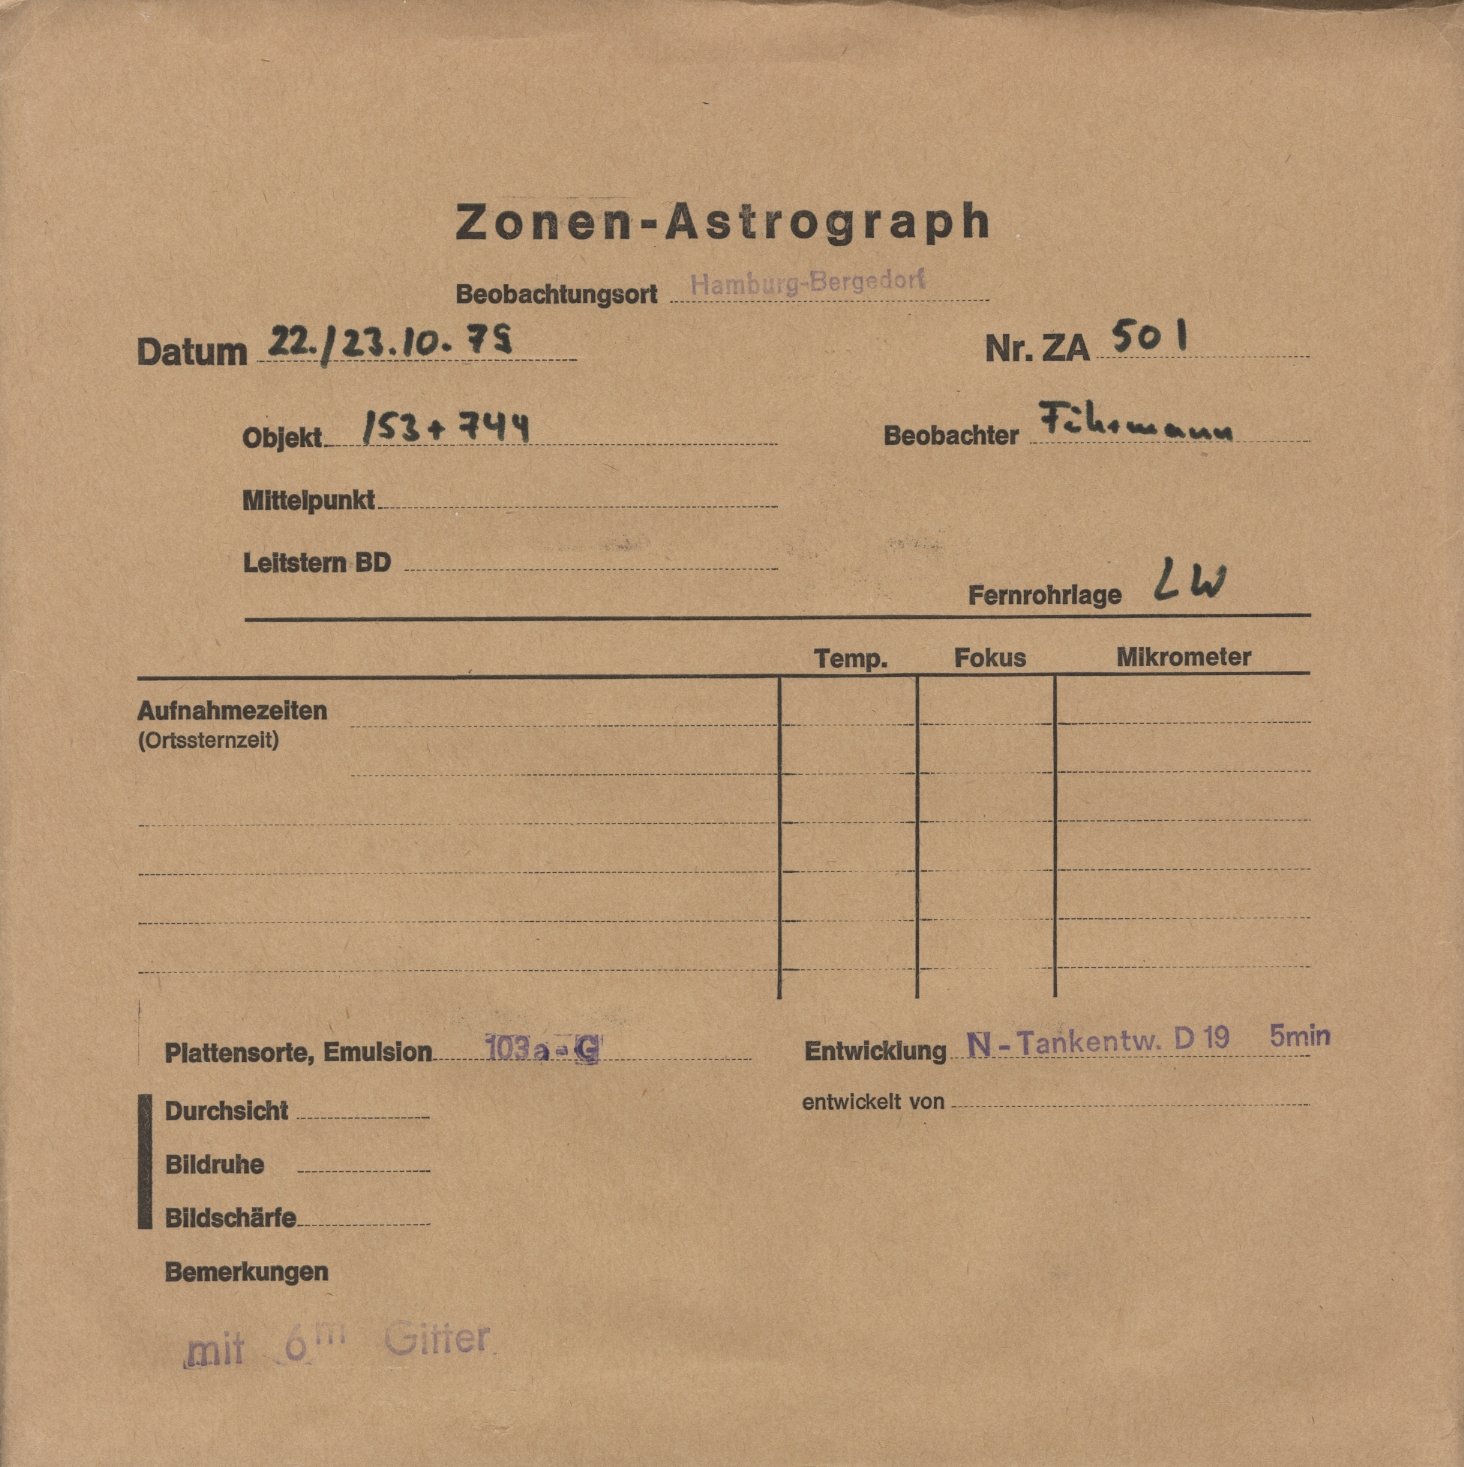 Zonen-Astrograph
Beobachtungsort Hamburg-Bergedorf
Datum 22./23.10.75 Nr. ZA 501
Objekt 153+744 Beobachter
Mittelpunkt
Leitstern BD
Fernrohrlage LW
Temp. Fokus Mikrometer
Aufnahmezeiten
(Ortssternzeit)
Plattensorte, Emulsion 103a-G Entwicklung N-Tankentw. D 19 5min
Durchsicht entwickelt von
Bildruhe
Bildschärfe
Bemerkungen
mit 6m Gitter